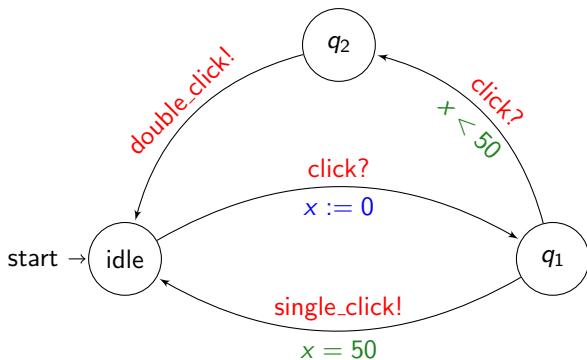 q2
double_click!
click?
x < 50
click?
x := 0
start
idle
q1
single_click!
x = 50